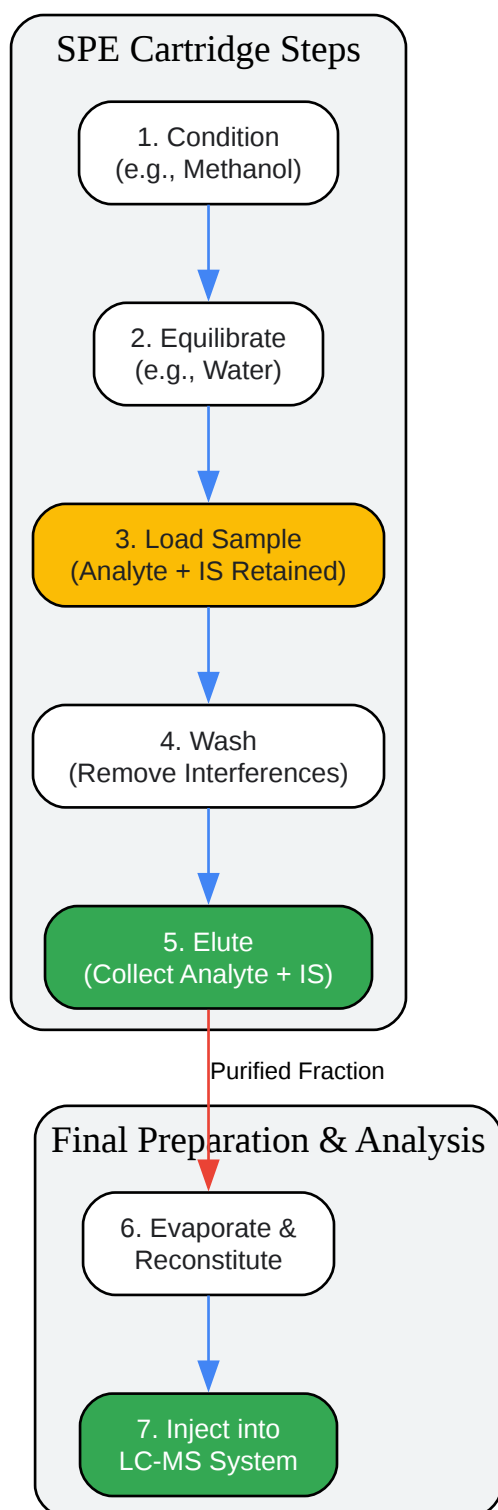 SPE Cartridge Steps
1. Condition
(e.g., Methanol)
2. Equilibrate
(e.g., Water)
3. Load Sample
(Analyte + IS Retained)
4. Wash
(Remove Interferences)
5. Elute
(Collect Analyte + IS)
Purified Fraction
Final Preparation & Analysis
6. Evaporate &
Reconstitute
7. Inject into
LC-MS System